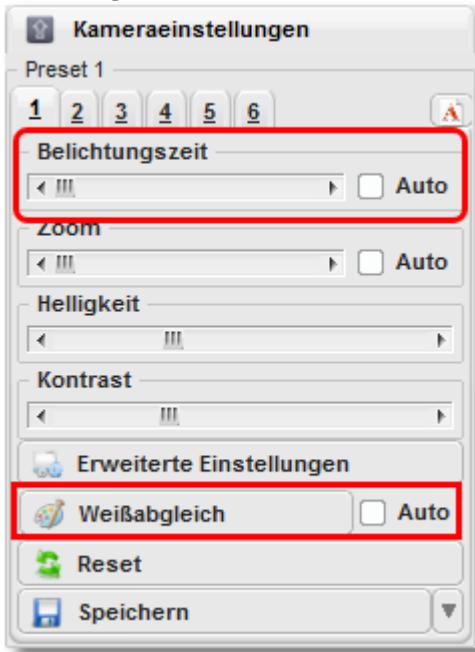 Kameraeinstellungen
Preset 1
1 2 3 4 5 6
Belichtungszeit
Auto
Zoom
Auto
Helligkeit
Kontrast
Erweiterte Einstellungen
Weißabgleich Auto
Reset
Speichern